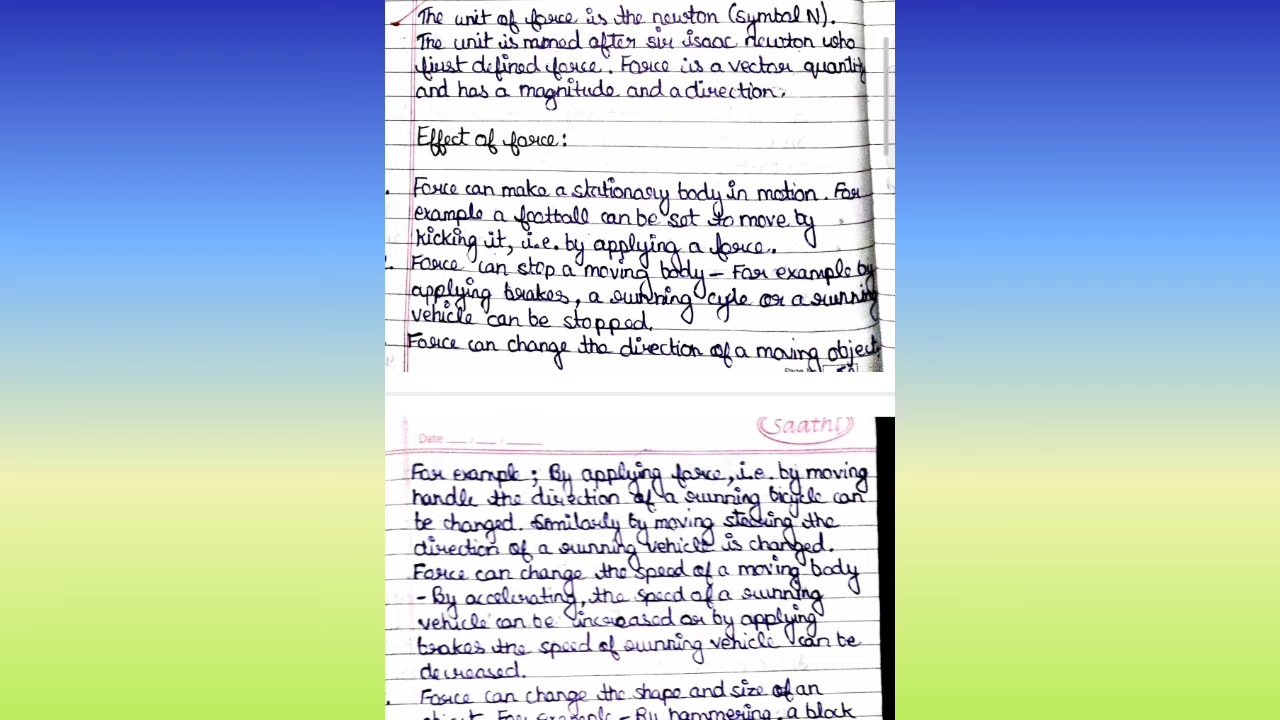 The unit of force is the newton (symbol N).
The unit is named after sir isaac newton who
first defined force. Force is a vector quantity
and has a magnitude and a direction.
Effect of force:
Force can make a stationary body in motion. For
example a football can be set to move by
kicking it, i.e. by applying a force.
Force can stop a moving body - For example by
applying brakes, a running cycle or a running
vehicle can be stopped.
Force can change the direction of a moving object.
Saathi
Date
For example ; By applying force, i.e. by moving
handle the direction of a running bicycle can
be changed. Similarly by moving steering the
direction of a running vehicle is changed.
Force can change the speed of a moving body
- By accelerating, the speed of a running
vehicle can be increased or by applying
brakes the speed of running vehicle can be
decreased.
Force can change the shape and size of an
object. For example - By hammering, a block